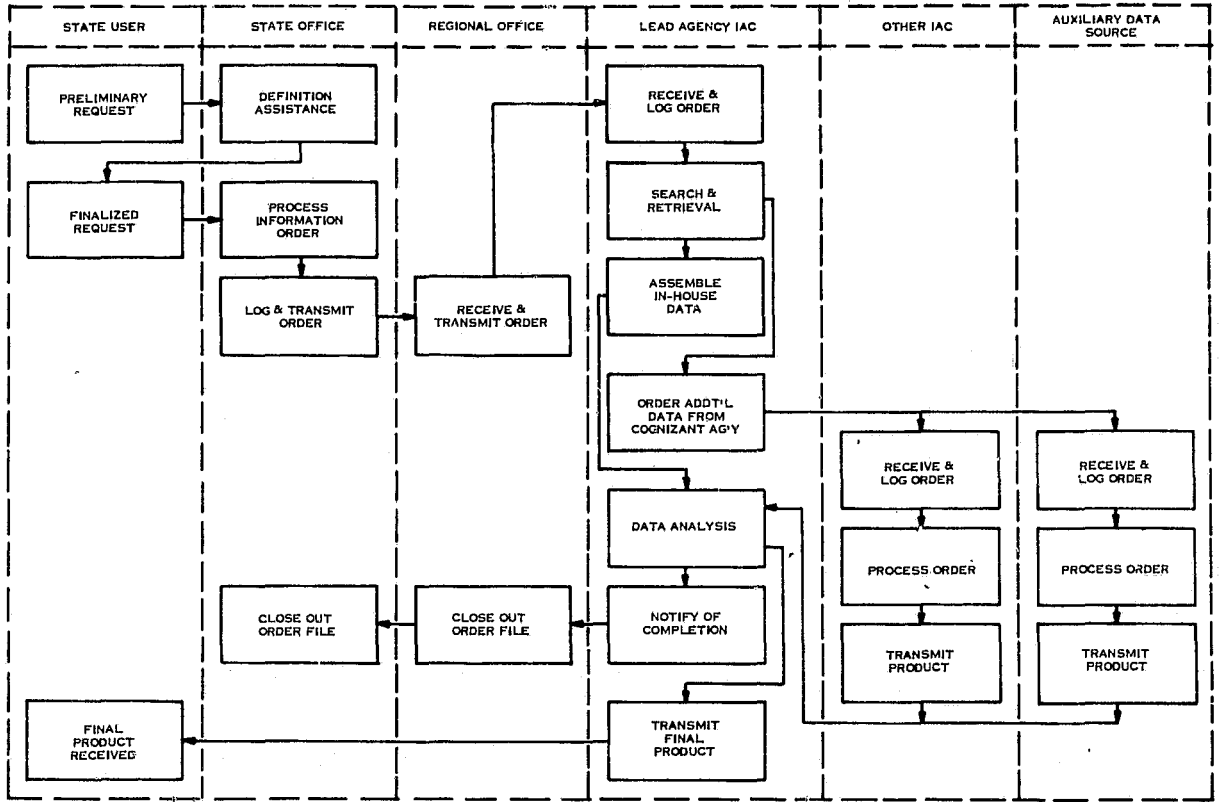 STATE USER
STATE OFFICE
REGIONAL OFFICE
LEAD AGENCY IAC
OTHER IAC
AUXILIARY DATA
SOURCE
PRELIMINARY
REQUEST
DEFINITION
ASSISTANCE
RECEIVE &
LOG ORDER
FINALIZED
REQUEST
PROCESS
INFORMATION
ORDER
SEARCH &
RETRIEVAL
LOG & TRANSMIT
ORDER
RECEIVE &
TRANSMIT ORDER
ASSEMBLE
IN-HOUSE
DATA
ORDER ADDT'L
DATA FROM
COGNIZANT AG'Y
RECEIVE &
LOG ORDER
RECEIVE &
LOG ORDER
DATA ANALYSIS
PROCESS ORDER
PROCESS ORDER
CLOSE OUT
ORDER FILE
CLOSE OUT
ORDER FILE
NOTIFY OF
COMPLETION
TRANSMIT
PRODUCT
TRANSMIT
PRODUCT
FINAL
PRODUCT
RECEIVED
TRANSMIT
FINAL
PRODUCT